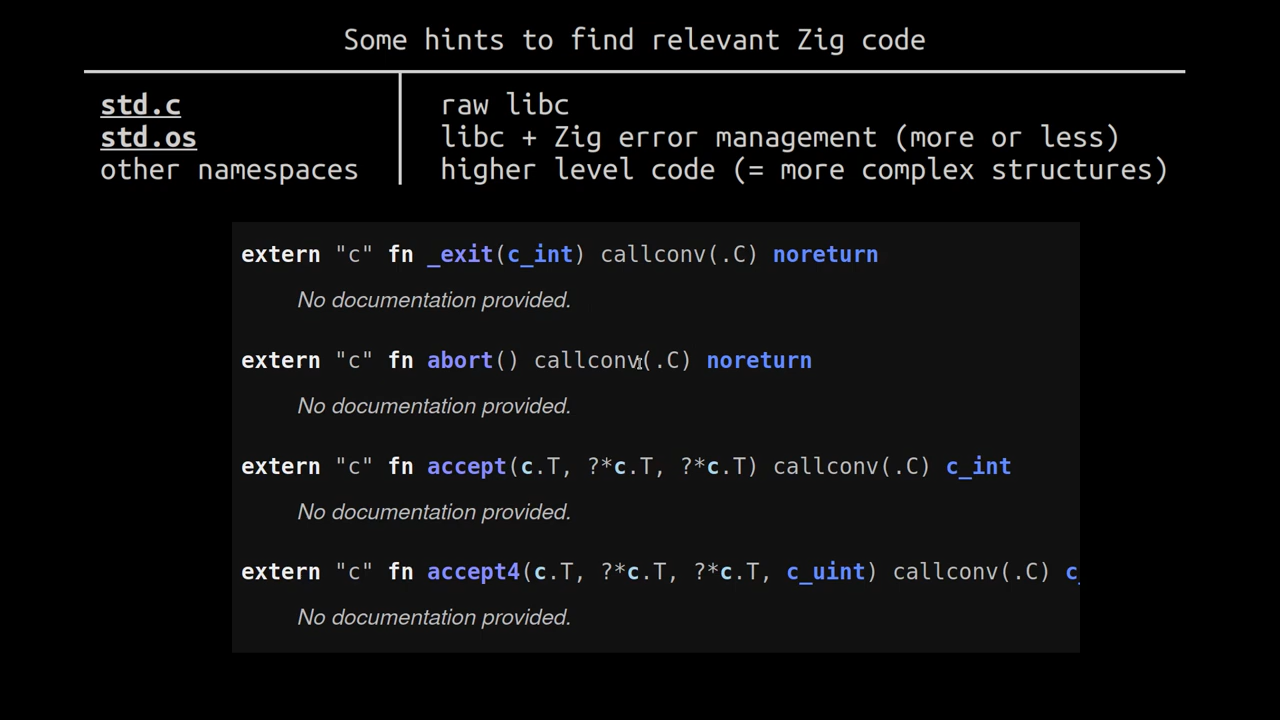 Some hints to find relevant Zig code
std.c raw libc
std.os libc + Zig error management (more or less)
other namespaces higher level code (= more complex structures)
extern "c" fn _exit(c_int) callconv(.C) noreturn
No documentation provided.
extern "c" fn abort() callconv(.C) noreturn
No documentation provided.
extern "c" fn accept(c.T, ?*c.T, ?*c.T) callconv(.C) c_int
No documentation provided.
extern "c" fn accept4(c.T, ?*c.T, ?*c.T, c_uint) callconv(.C) c_
No documentation provided.